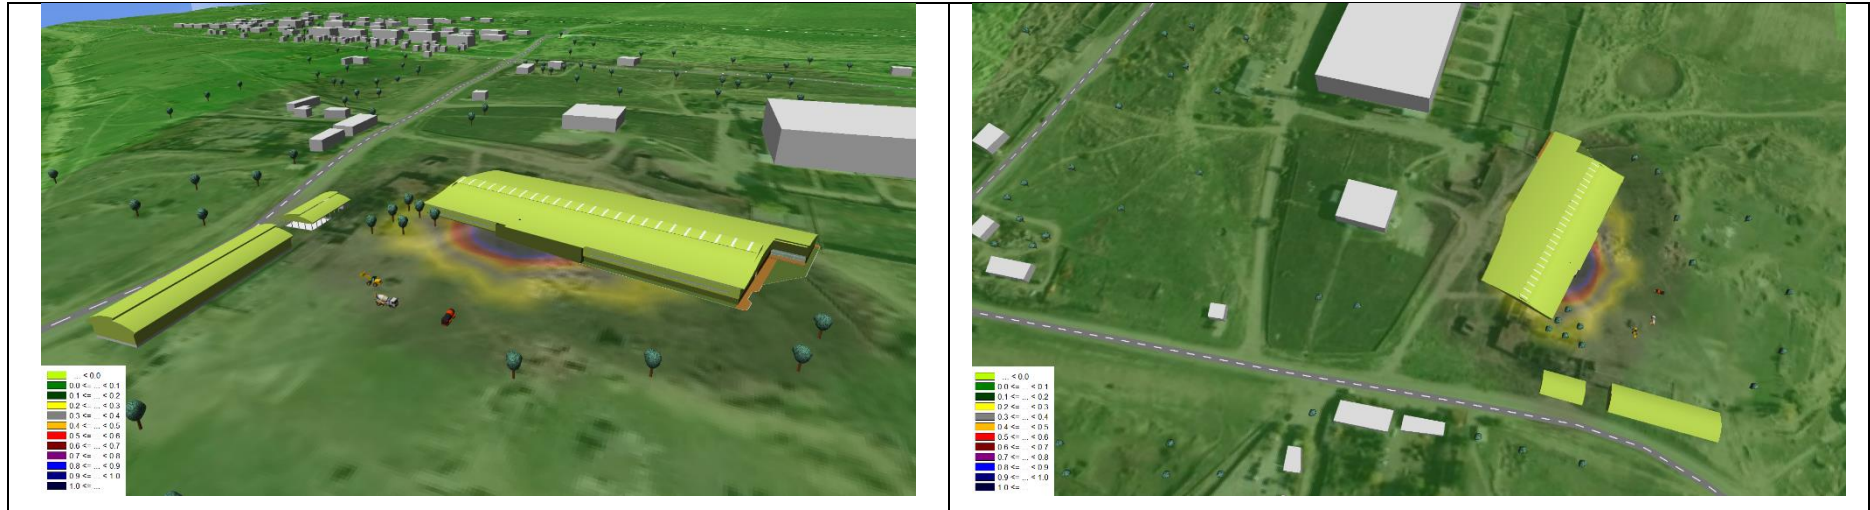 ... < 0.0
0.0 <= ... < 0.1
0.1 <= ... < 0.2
0.2 <= ... < 0.3
0.3 <= ... < 0.4
0.4 <= ... < 0.5
0.5 <= ... < 0.6
0.6 <= ... < 0.7
0.7 <= ... < 0.8
0.8 <= ... < 0.9
0.9 <= ... < 1.0
1.0 <= ...
... < 0.0
0.0 <= ... < 0.1
0.1 <= ... < 0.2
0.2 <= ... < 0.3
0.3 <= ... < 0.4
0.4 <= ... < 0.5
0.5 <= ... < 0.6
0.6 <= ... < 0.7
0.7 <= ... < 0.8
0.8 <= ... < 0.9
0.9 <= ... < 1.0
1.0 <= ...